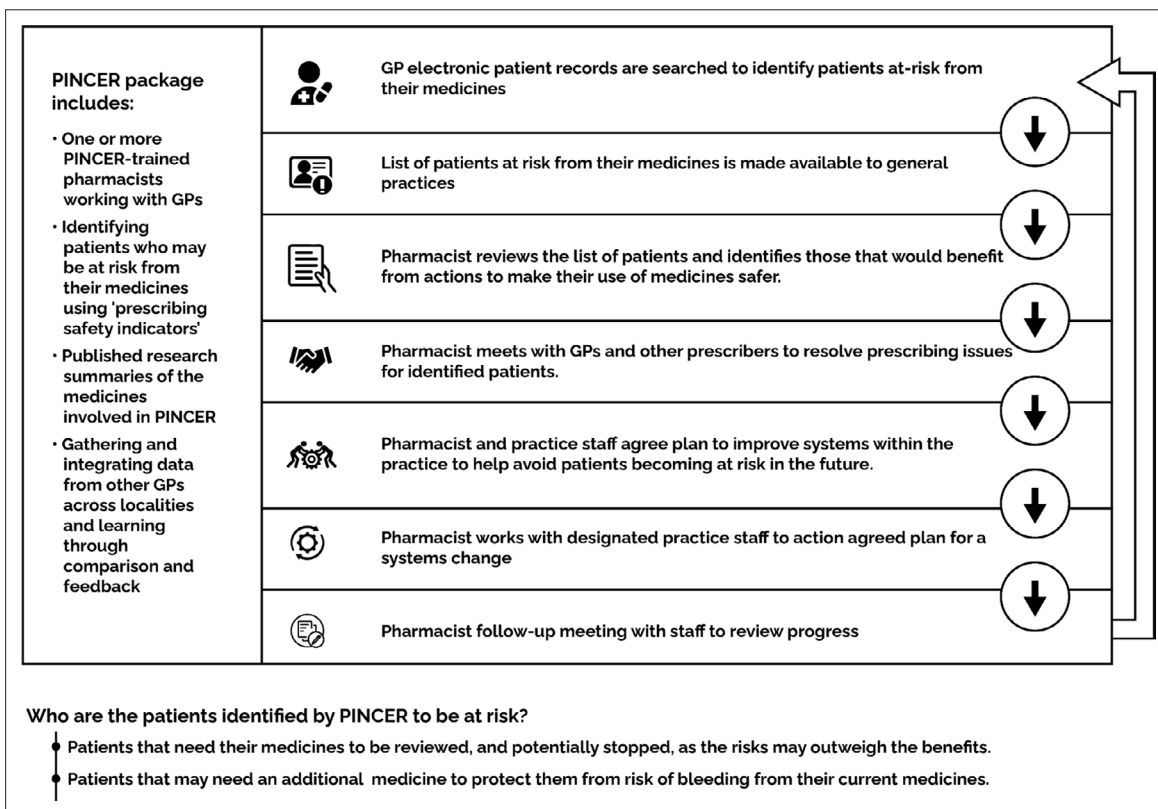 PINCER package
includes:
• One or more
PINCER-trained
pharmacists
working with GPs
• Identifying
patients who may
be at risk from
their medicines
using 'prescribing
safety indicators’
• Published research
summaries of the
medicines
involved in PINCER
• Gathering and
integrating data
from other GPs
across localities
and learning
through
comparison and
feedback
GP electronic patient records are searched to identify patients at-risk from
their medicines
List of patients at risk from their medicines is made available to general
practices
Pharmacist reviews the list of patients and identifies those that would benefit
from actions to make their use of medicines safer.
Pharmacist meets with GPs and other prescribers to resolve prescribing issues
for identified patients.
Pharmacist and practice staff agree plan to improve systems within the
practice to help avoid patients becoming at risk in the future.
Pharmacist works with designated practice staff to action agreed plan for a
systems change
Pharmacist follow-up meeting with staff to review progress
Who are the patients identified by PINCER to be at risk?
Patients that need their medicines to be reviewed, and potentially stopped, as the risks may outweigh the benefits.
Patients that may need an additional medicine to protect them from risk of bleeding from their current medicines.